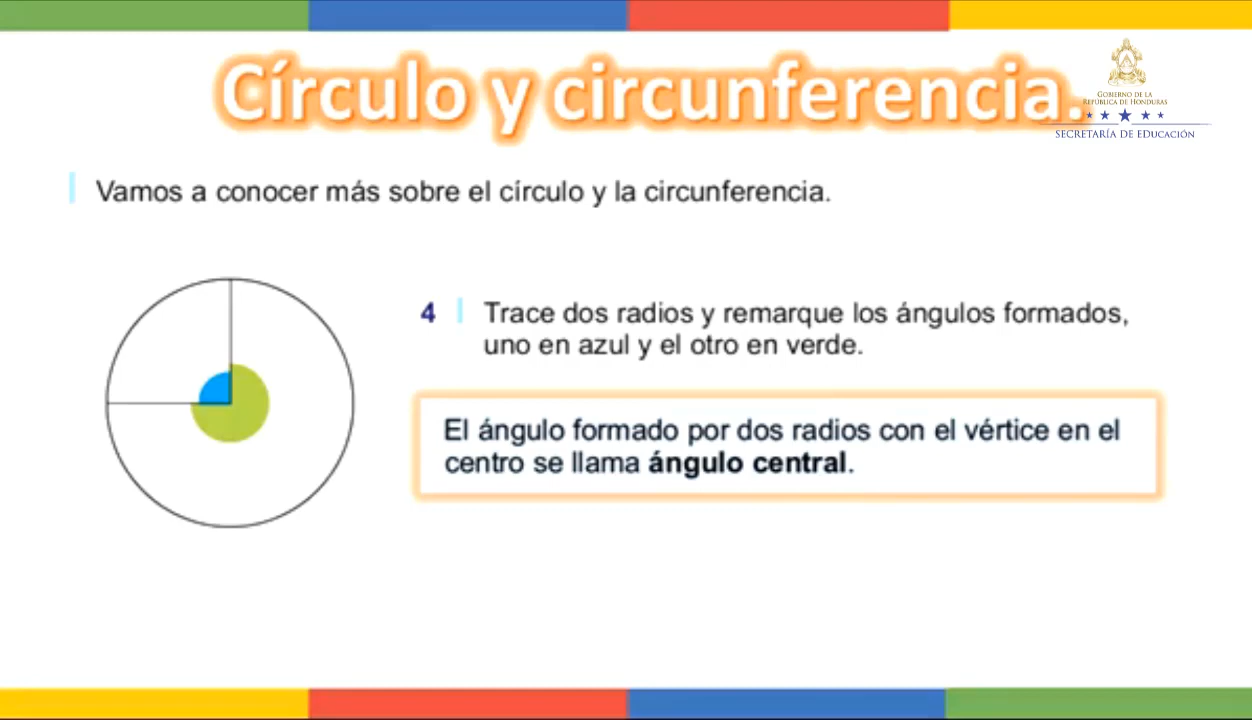 Círculo y circunferencia.
GOBIERNO DE LA
REPÚBLICA DE HONDURAS
SECRETARÍA DE EDUCACIÓN
Vamos a conocer más sobre el círculo y la circunferencia.
4 Trace dos radios y remarque los ángulos formados,
uno en azul y el otro en verde.
El ángulo formado por dos radios con el vértice en el
centro se llama ángulo central.